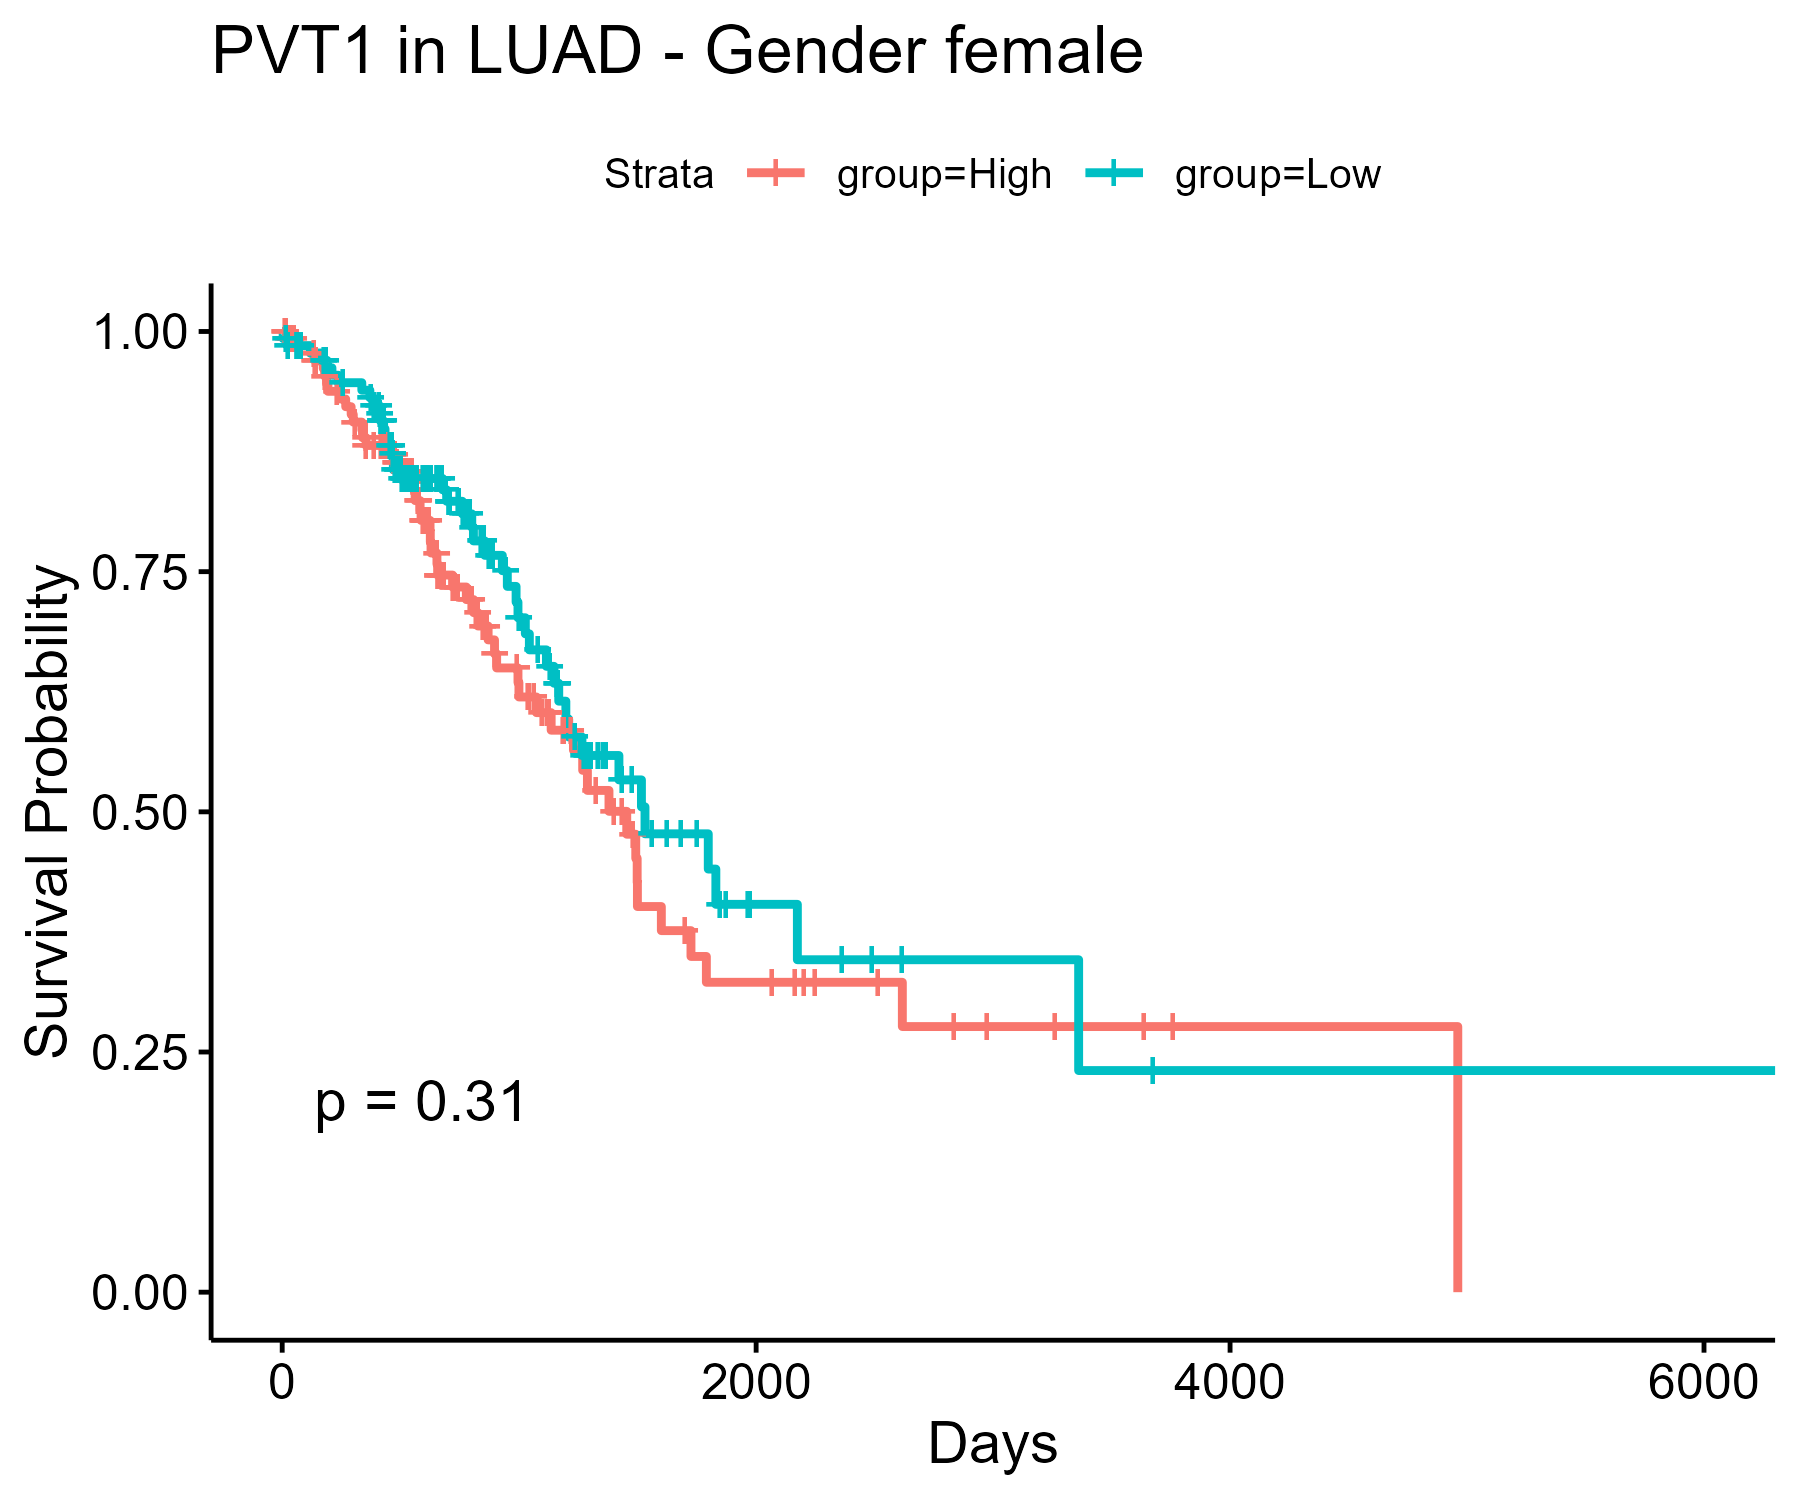 PVT1 in LUAD - Gender female
Strata group=High group=Low
1.00
0.75
0.50
0.25
0.00
Survival Probability
p = 0.31
0 2000 4000 6000
Days